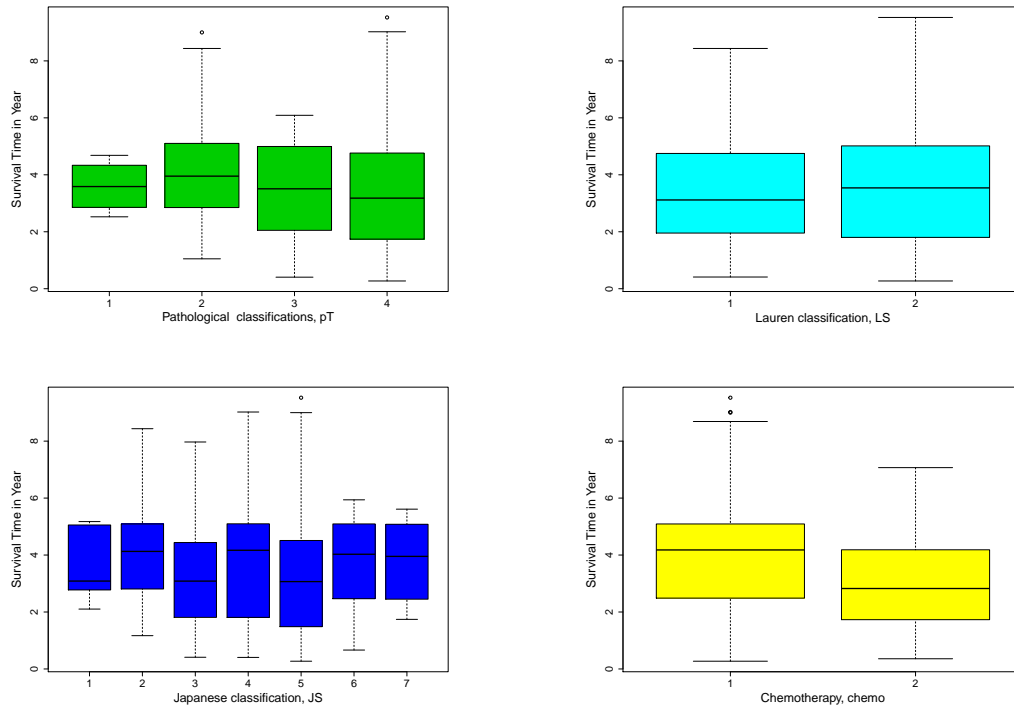 8
6
4
2
0
Survival Time in Year
1 2 3 4
Pathological classifications, pT
8
6
4
2
0
Survival Time in Year
1 2
Lauren classification, LS
8
6
4
2
0
Survival Time in Year
1 2 3 4 5 6 7
Japanese classification, JS
8
6
4
2
0
Survival Time in Year
1 2
Chemotherapy, chemo